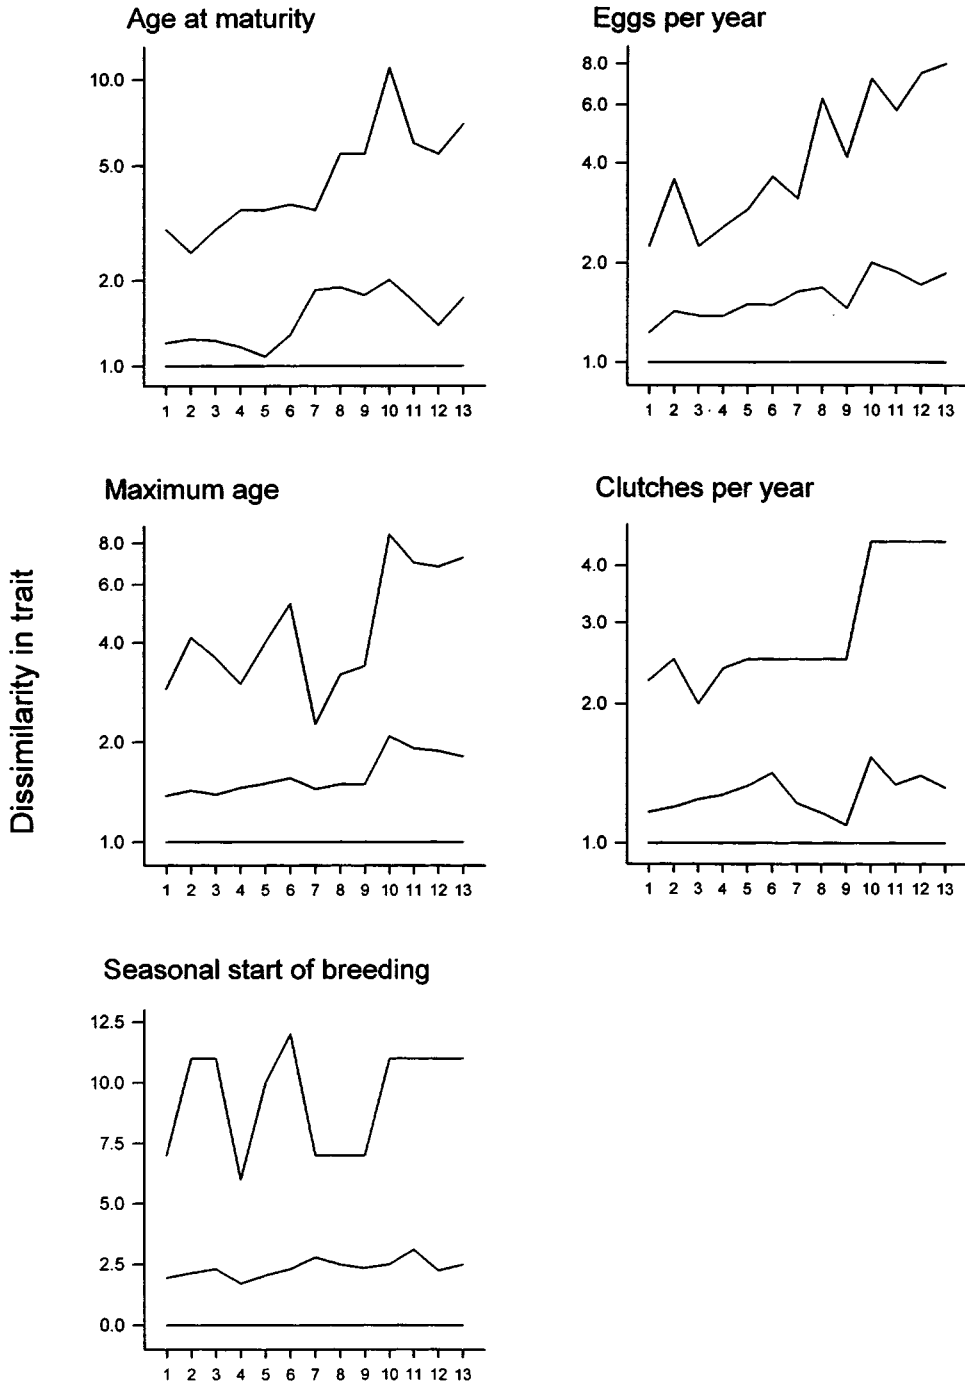 Age at maturity
10.0
5.0
2.0
1.0
1 2 3 4 5 6 7 8 9 10 11 12 13
Eggs per year
8.0
6.0
4.0
2.0
1.0
1 2 3 4 5 6 7 8 9 10 11 12 13
Dissimilarity in trait
Maximum age
8.0
6.0
4.0
2.0
1.0
1 2 3 4 5 6 7 8 9 10 11 12 13
Clutches per year
4.0
3.0
2.0
1.0
1 2 3 4 5 6 7 8 9 10 11 12 13
Seasonal start of breeding
12.5
10.0
7.5
5.0
2.5
0.0
1 2 3 4 5 6 7 8 9 10 11 12 13